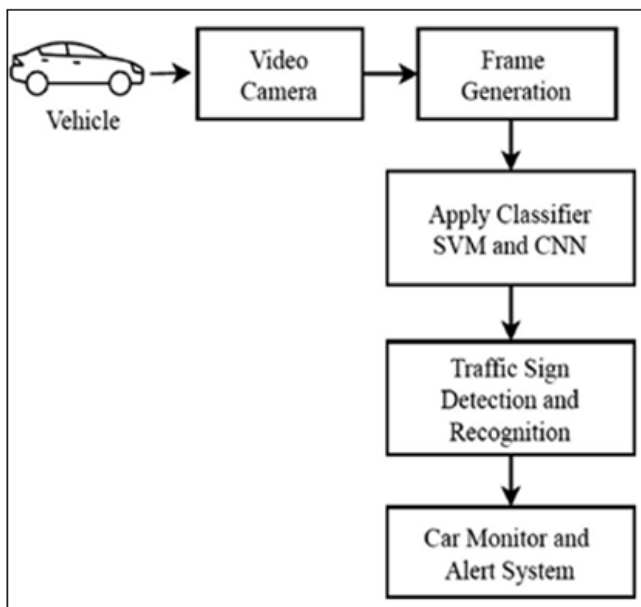 Vehicle
Video
Camera
Frame
Generation
Apply Classifier
SVM and CNN
Traffic Sign
Detection and
Recognition
Car Monitor and
Alert System